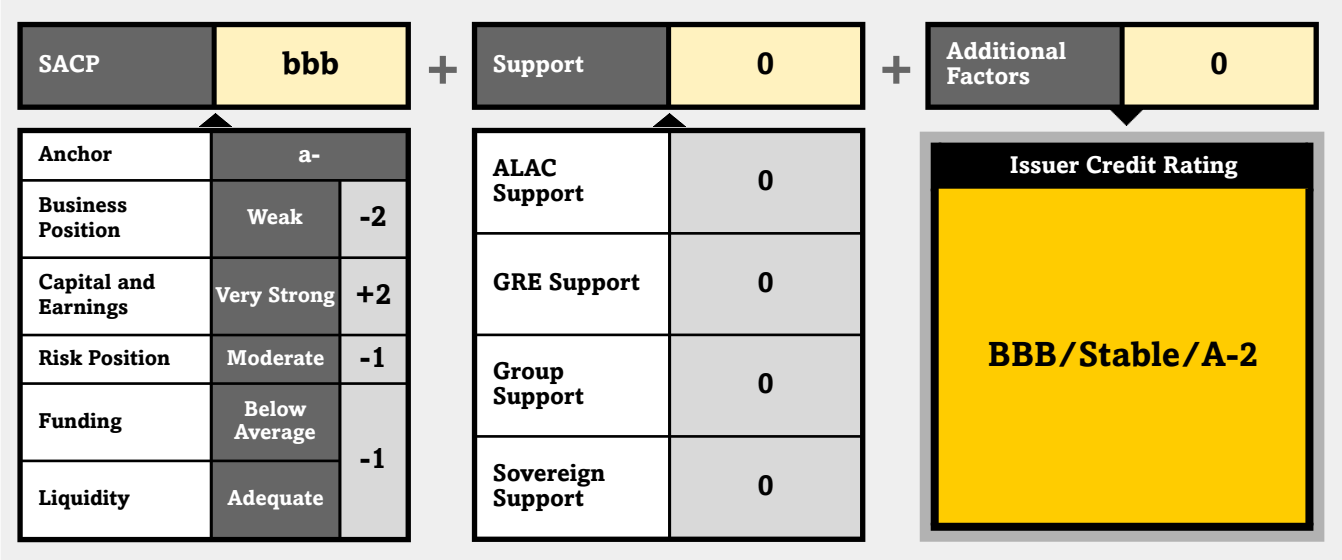 SACP
bbb
+
Support
0
+
Additional
Factors
0
Anchor
a-
Business
Position
Weak
-2
Capital and
Earnings
Very Strong
+2
Risk Position
Moderate
-1
Funding
Below
Average
-1
Liquidity
Adequate
ALAC
Support
0
GRE Support
0
Group
Support
0
Sovereign
Support
0
Issuer Credit Rating
BBB/Stable/A-2